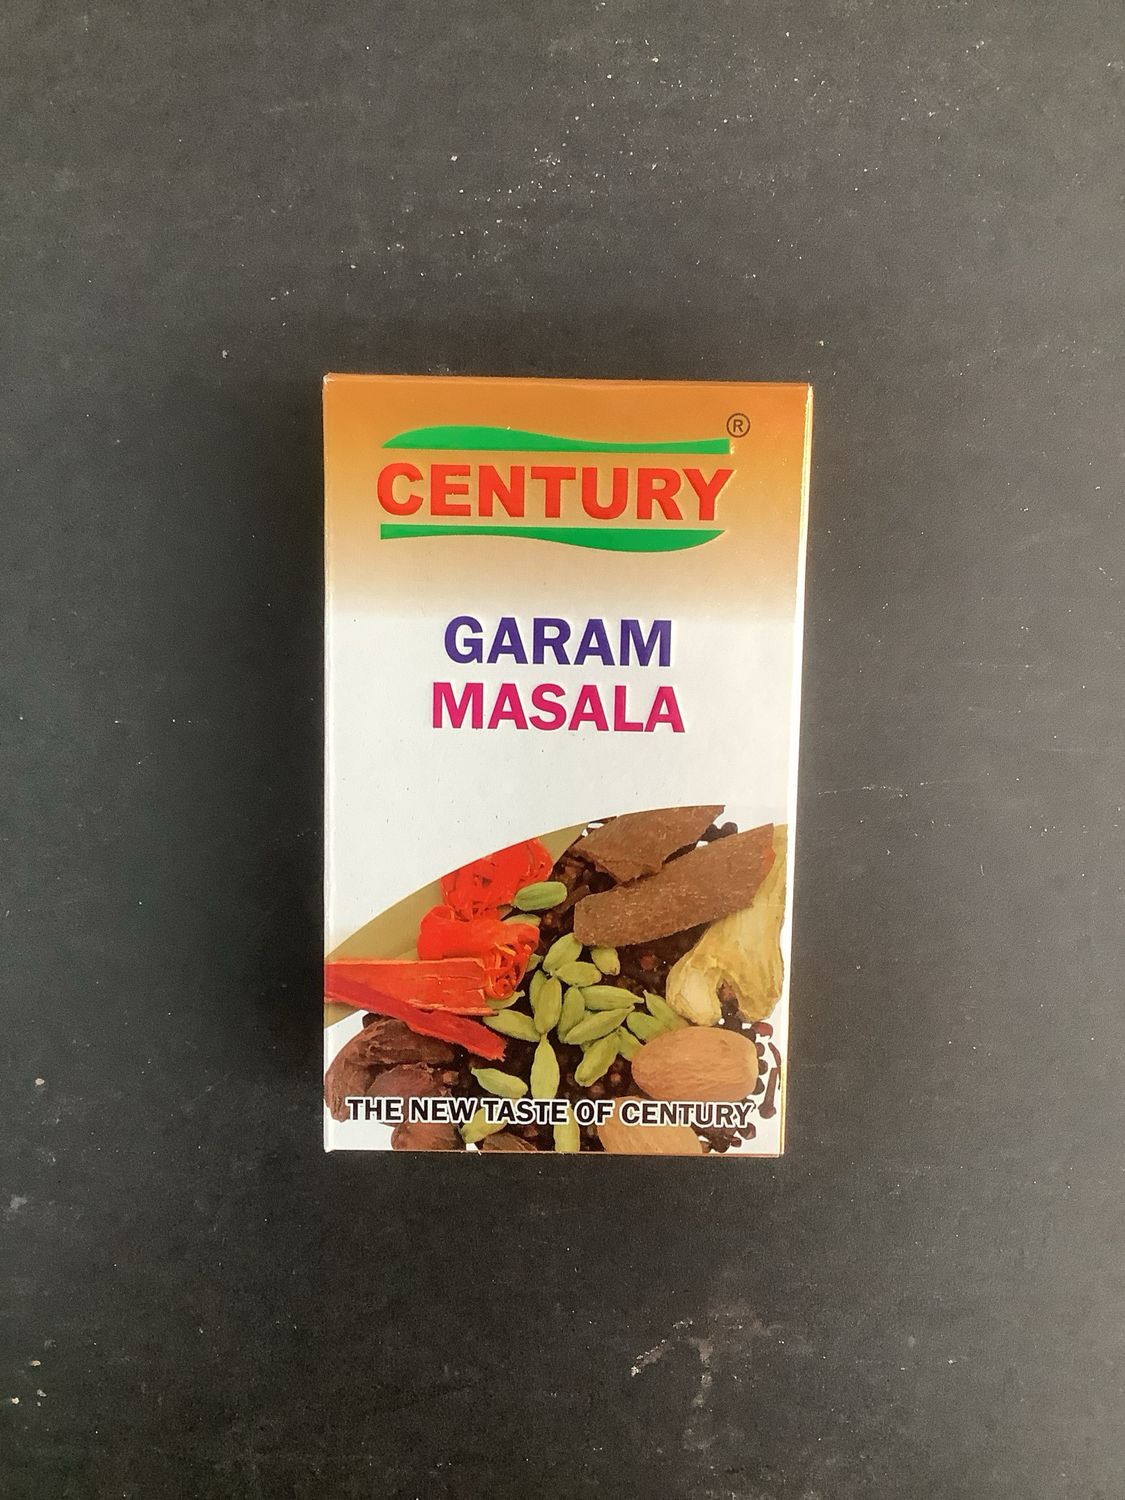 CENTURY ®
GARAM
MASALA
THE NEW TASTE OF CENTURY